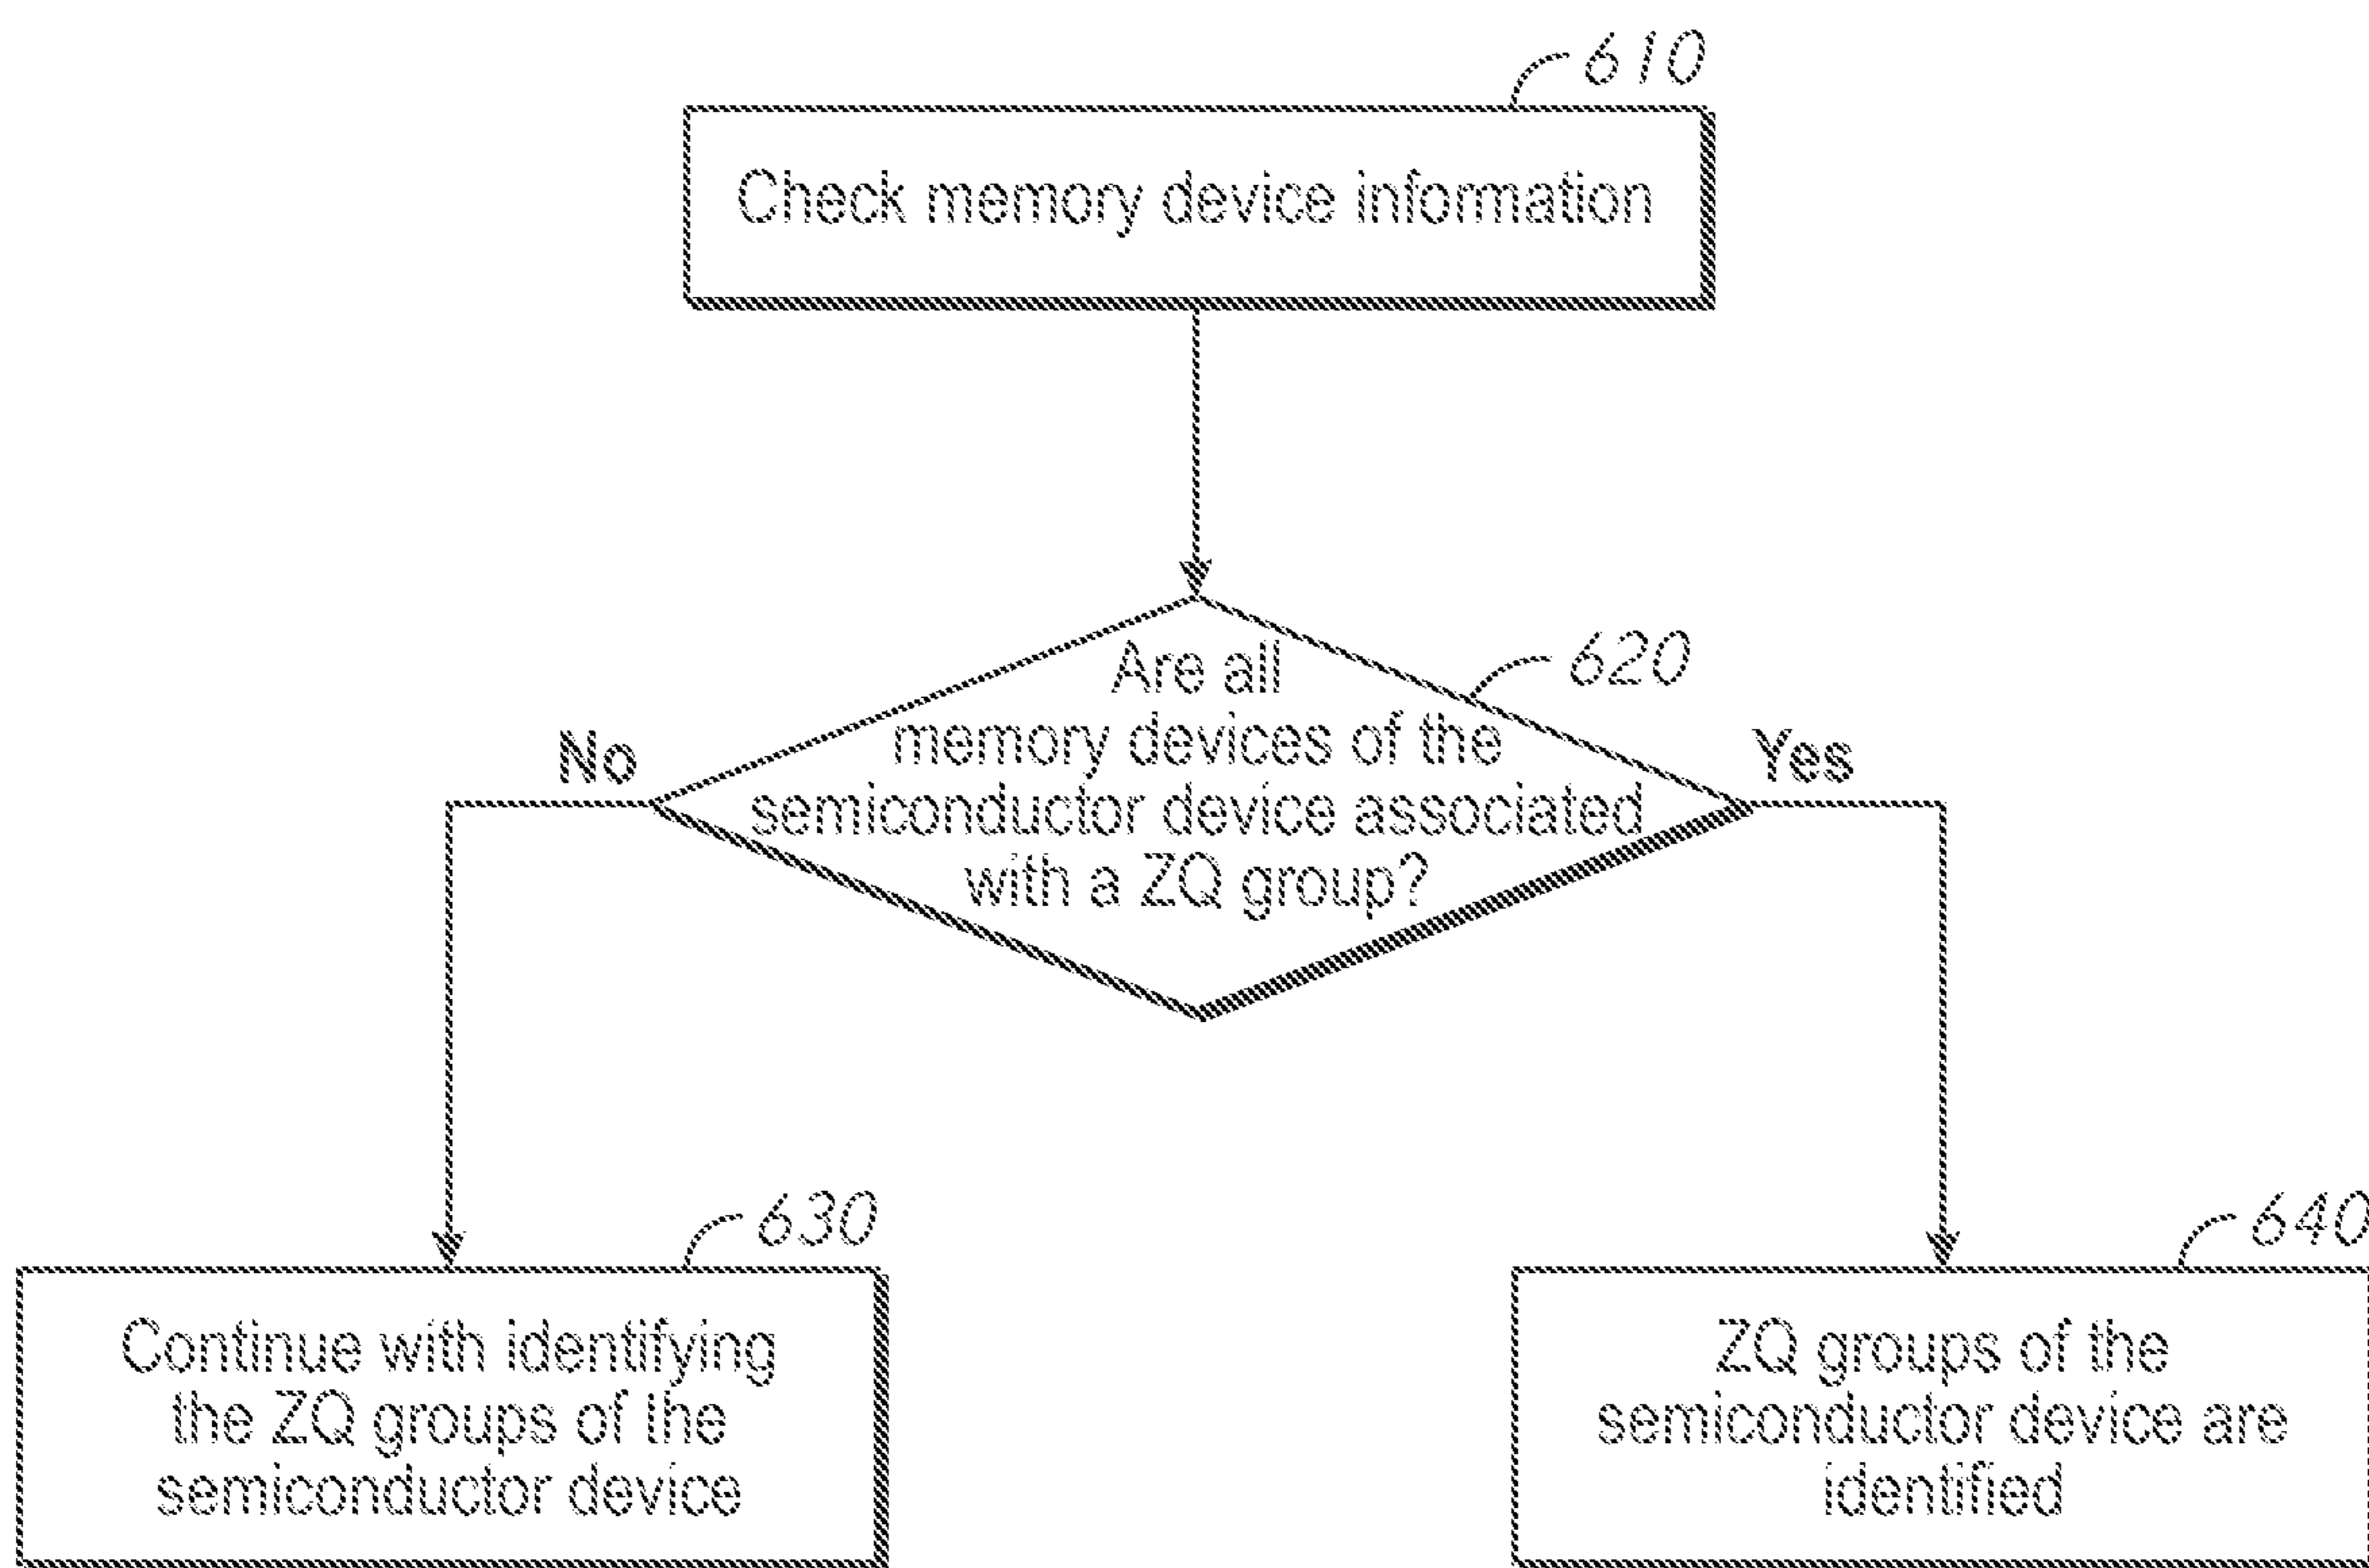 610
Check memory device information
620
Are all
memory devices of the
semiconductor device associated
with a ZQ group?
No
Yes
630
Continue with identifying
the ZQ groups of the
semiconductor device
640
ZQ groups of the
semiconductor device are
identified